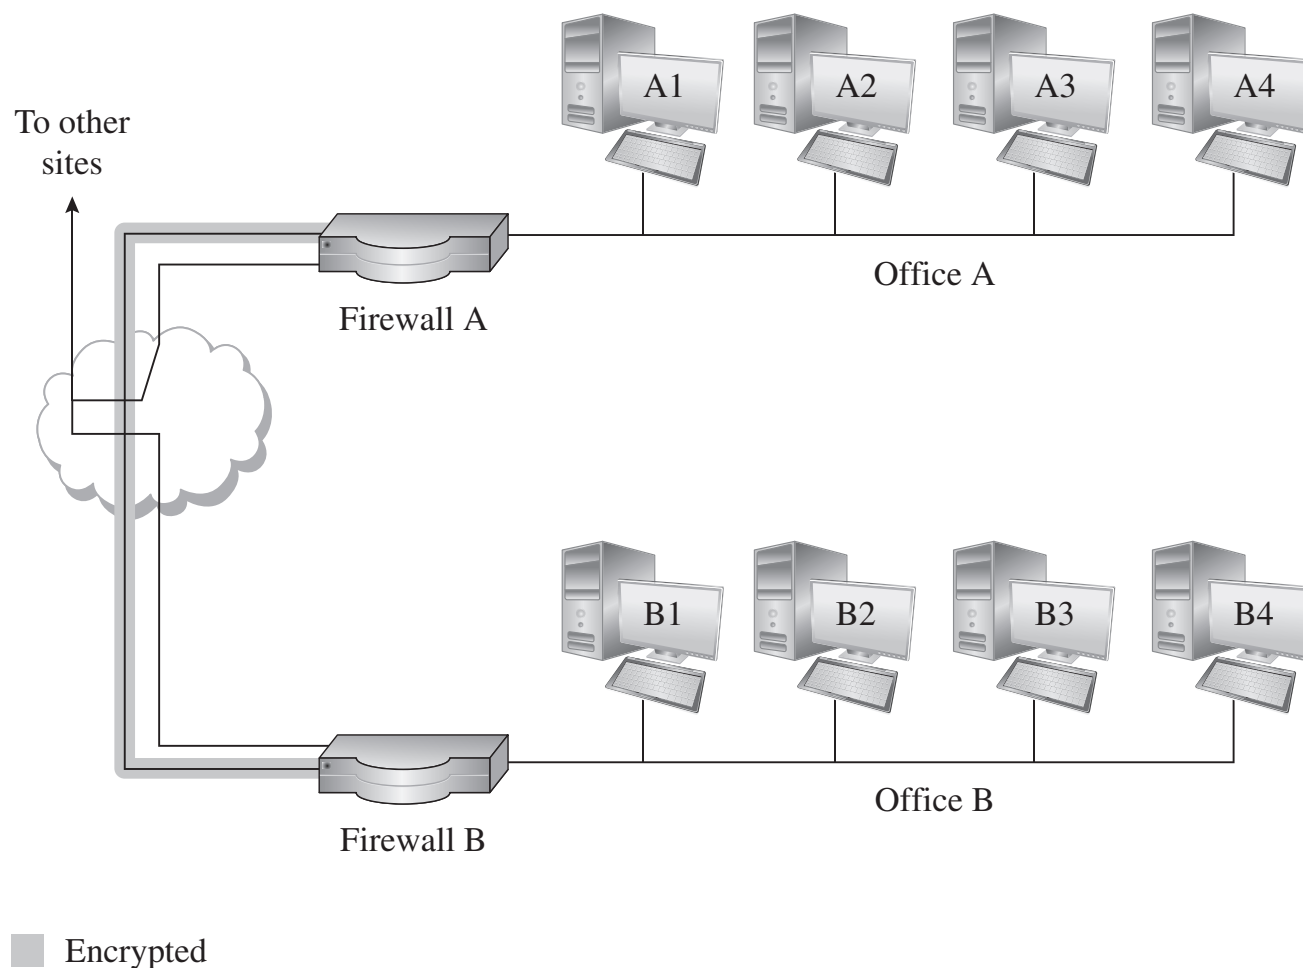 A1
A2
A3
A4
To other
sites
Office A
Firewall A
B1
B2
B3
B4
Office B
Firewall B
Encrypted